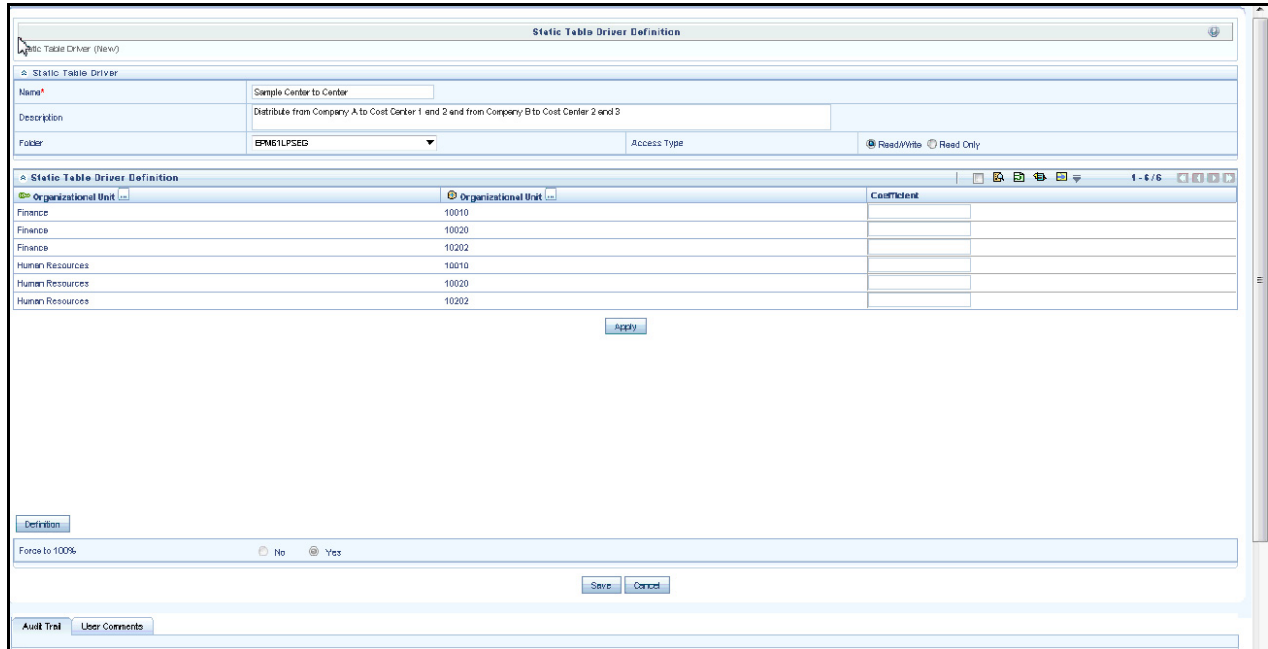 Static Table Driver Definition
Static Table Driver (New)
Static Table Driver
Name* Sample Center to Center
Description Distribute from Company A to Cost Center 1 and 2 and from Company B to Cost Center 2 and 3
Folder EPM61LPSEG Access Type Read/Write Read Only
Static Table Driver Definition 1-6/6
Organizational Unit ... Organizational Unit ... Coefficient
Finance 10010
Finance 10020
Finance 10202
Human Resources 10010
Human Resources 10020
Human Resources 10202
Apply
Definition
Force to 100% No Yes
Save Cancel
Audit Trail User Comments